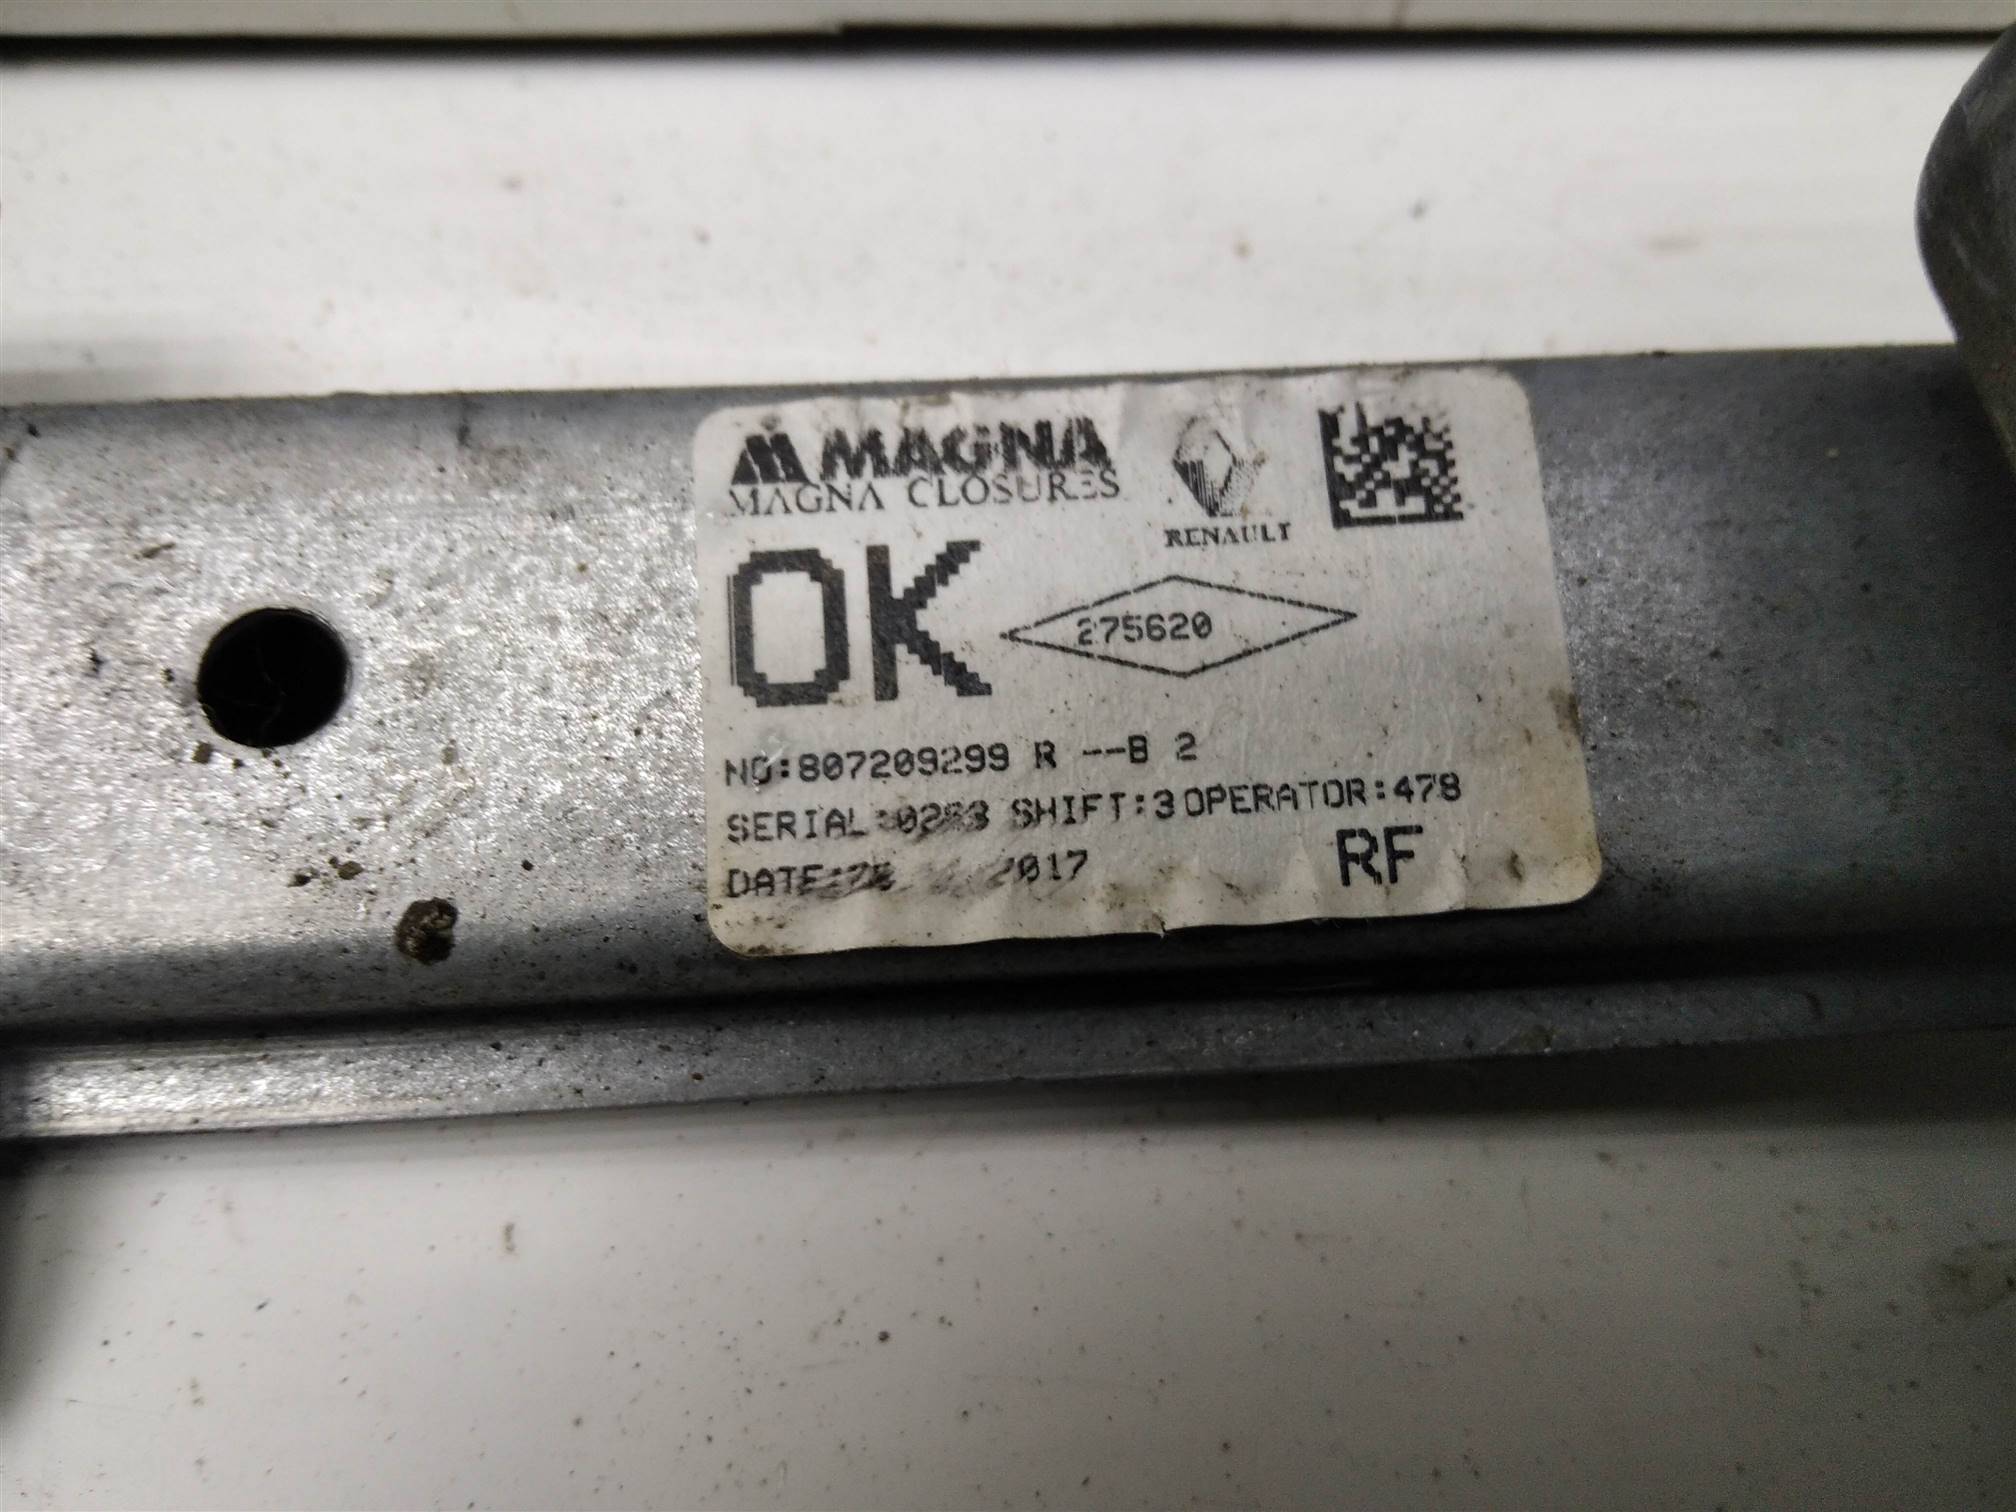 MAGNA
MAGNA CLOSURES
RENAULT
OK
275620
NO:807209299 R --B 2
SHIFT:3 OPERATOR:478
2017
RF